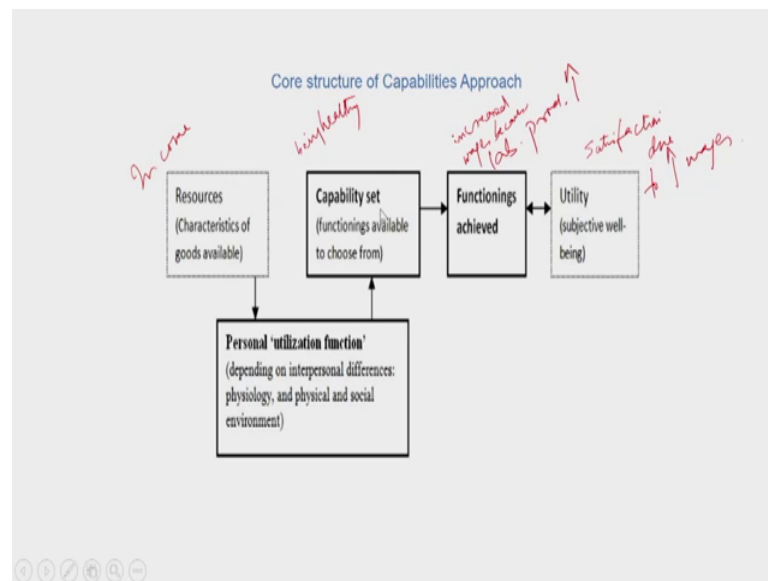 Core structure of Capabilities Approach
Income
being healthy
increased
wages because
lab. prod. ↑
Satisfaction
due
to ↑ wages
Resources
(Characteristics of
goods available)
Capability set
(functionings available
to choose from)
Functionings
achieved
Utility
(subjective well-
being)
Personal 'utilization function'
(depending on interpersonal differences:
physiology, and physical and social
environment)